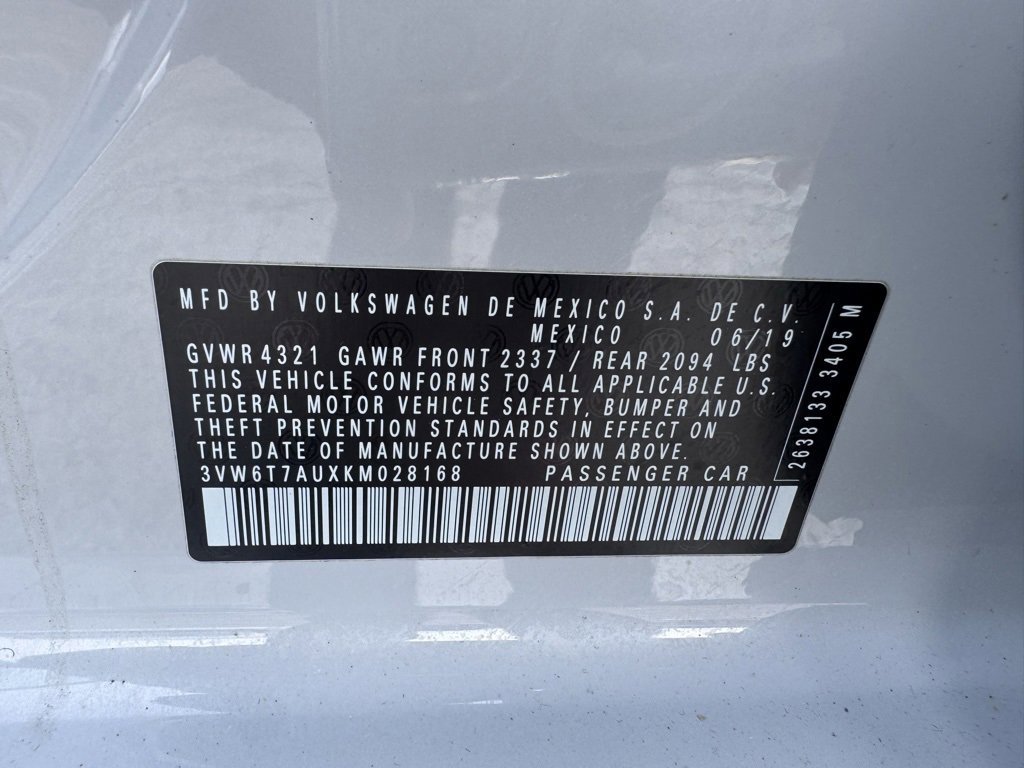 MFD BY VOLKSWAGEN DE MEXICO S.A. DE C.V.
MEXICO 06/19
GVWR 4321 GAWR FRONT 2337 / REAR 2094 LBS
THIS VEHICLE CONFORMS TO ALL APPLICABLE U.S.
FEDERAL MOTOR VEHICLE SAFETY, BUMPER AND
THEFT PREVENTION STANDARDS IN EFFECT ON
THE DATE OF MANUFACTURE SHOWN ABOVE.
3VW6T7AUXKM028168 PASSENGER CAR
2638133 3405 M